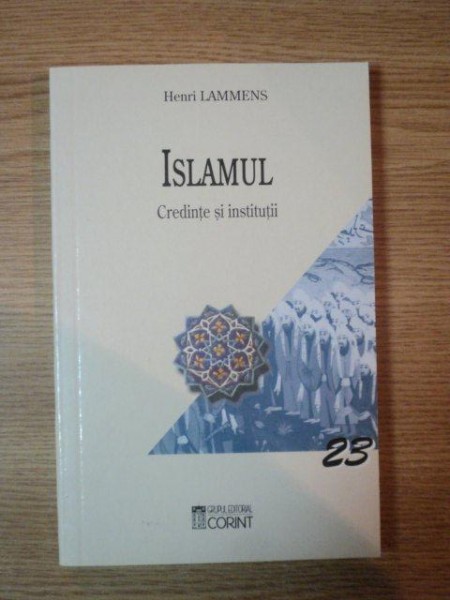 Henri LAMMENS
ISLAMUL
Credințe și instituții
23
GRUPUL EDITORIAL
CORINT